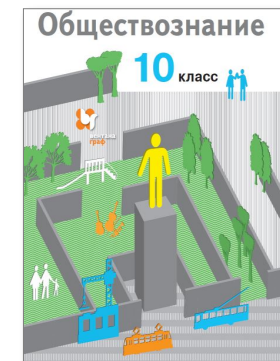 Обществознание
10 класс
вентана
граф